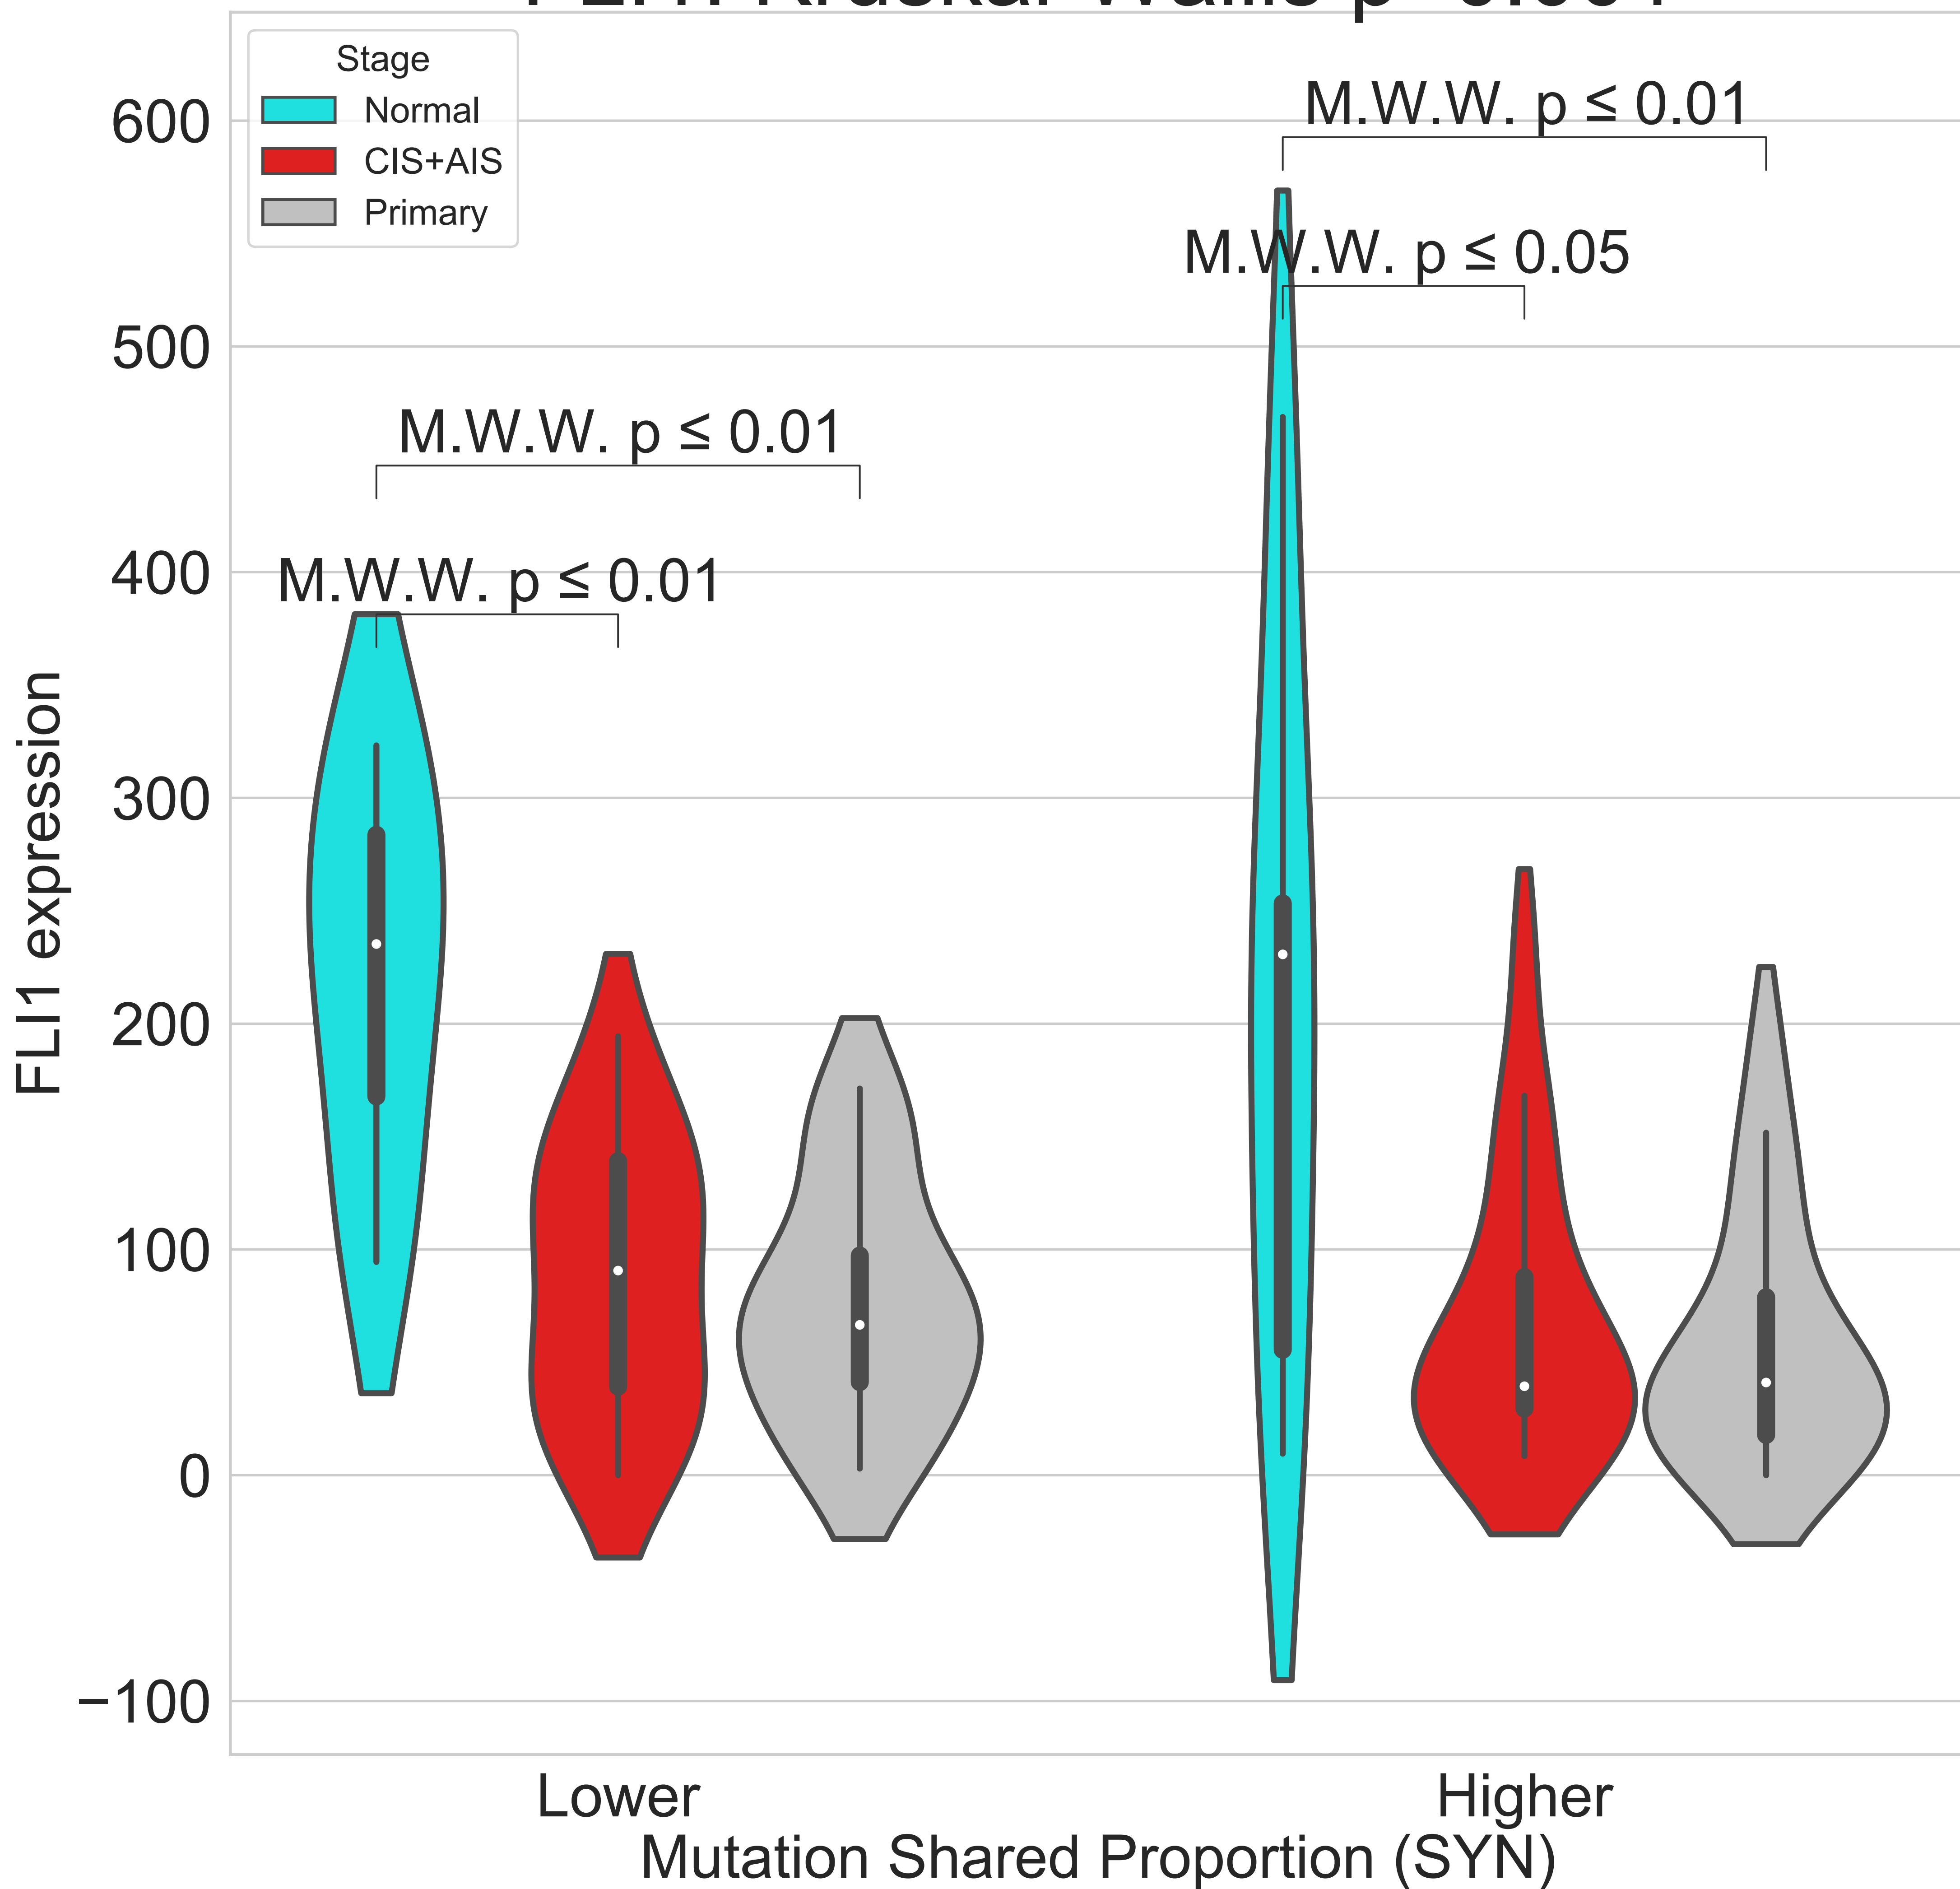 Stage
Normal
CIS+AIS
Primary
M.W.W. p ≤ 0.01
M.W.W. p ≤ 0.05
M.W.W. p ≤ 0.01
M.W.W. p ≤ 0.01
600
500
400
300
200
100
0
−100
FLI1 expression
Lower
Higher
Mutation Shared Proportion (SYN)